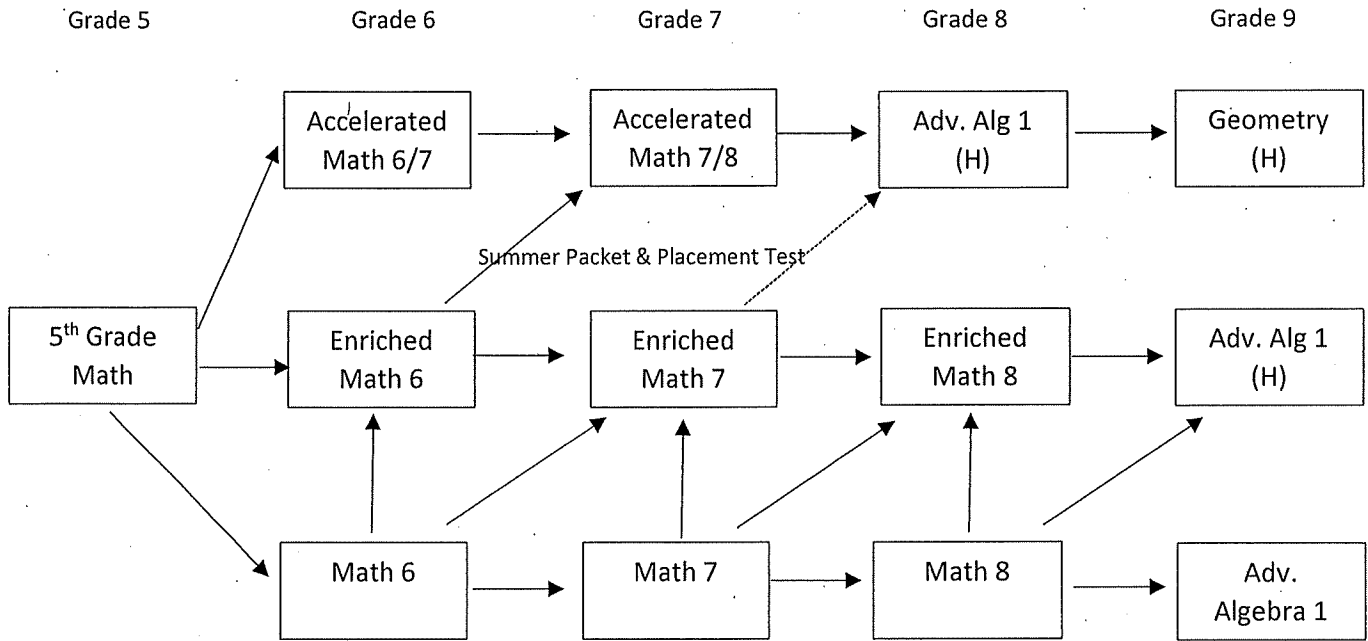 Grade 5 Grade 6 Grade 7 Grade 8 Grade 9
Accelerated
Math 6/7
Accelerated
Math 7/8
Adv. Alg 1
(H)
Geometry
(H)
Summer Packet & Placement Test
5th Grade
Math
Enriched
Math 6
Enriched
Math 7
Enriched
Math 8
Adv. Alg 1
(H)
Math 6
Math 7
Math 8
Adv.
Algebra 1